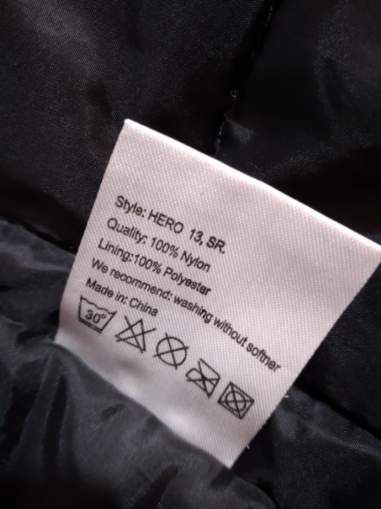 Style: HERO 13, SR.
Quality: 100% Nylon
Lining:100% Polyester
We recommend: washing without softner
Made in: China
30°